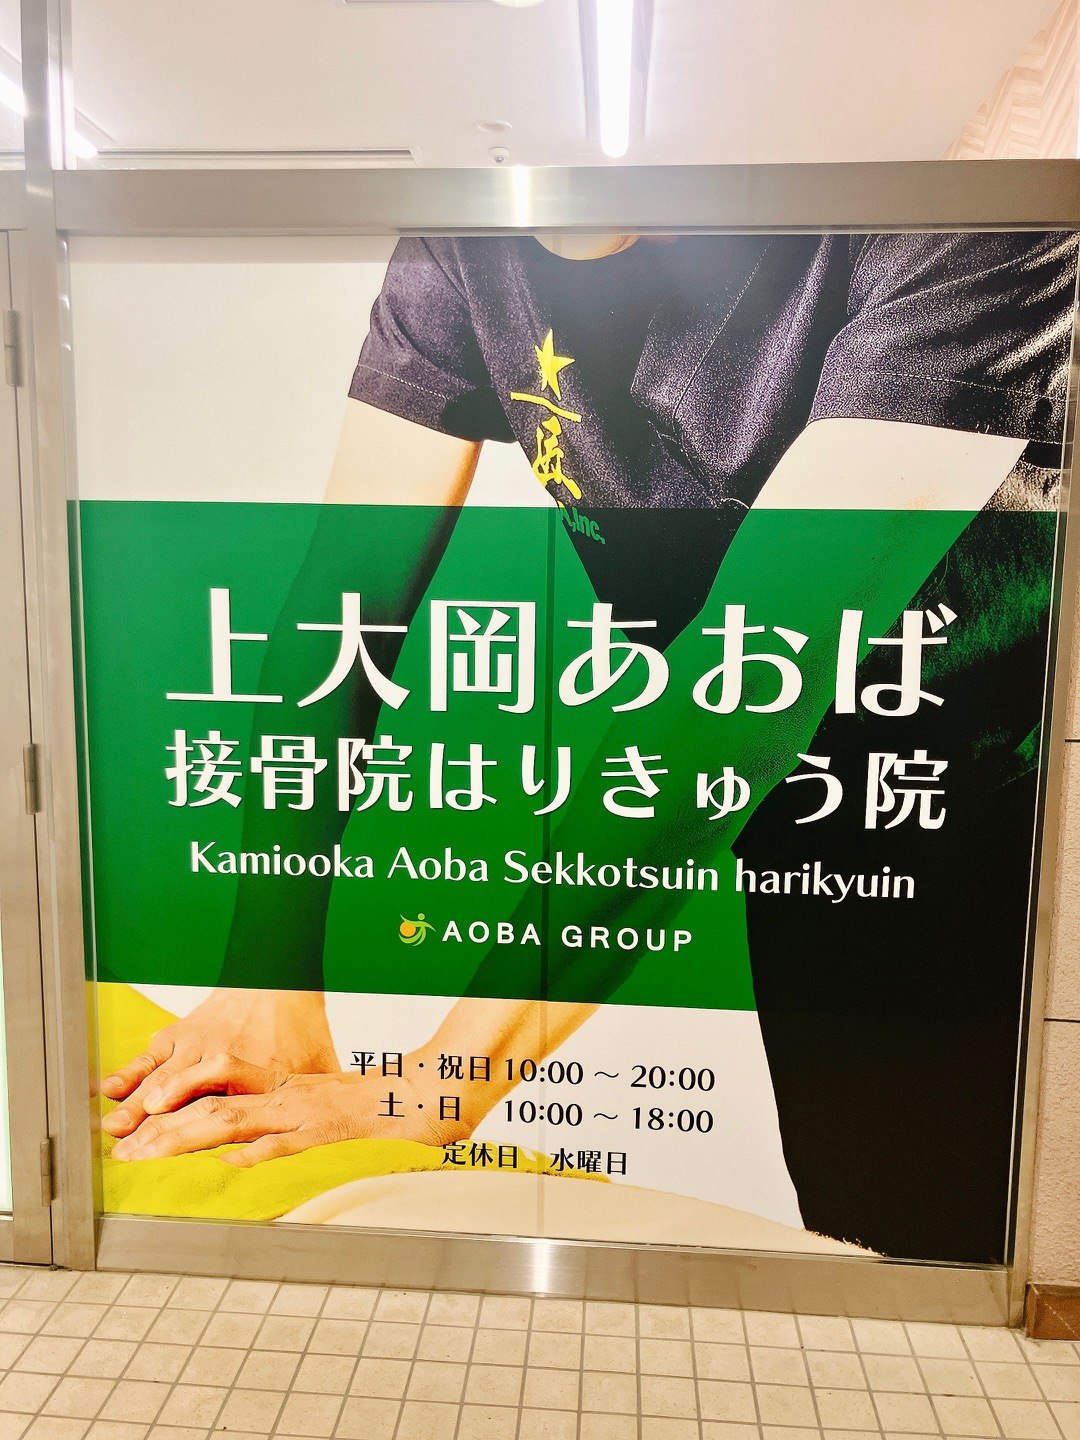 A,Inc.
上大岡あおば
接骨院はりきゅう院
Kamiooka Aoba Sekkotsuin harikyuin
AOBA GROUP
平日・祝日 10:00 ～ 20:00
土・日 10:00 ～ 18:00
定休日 水曜日